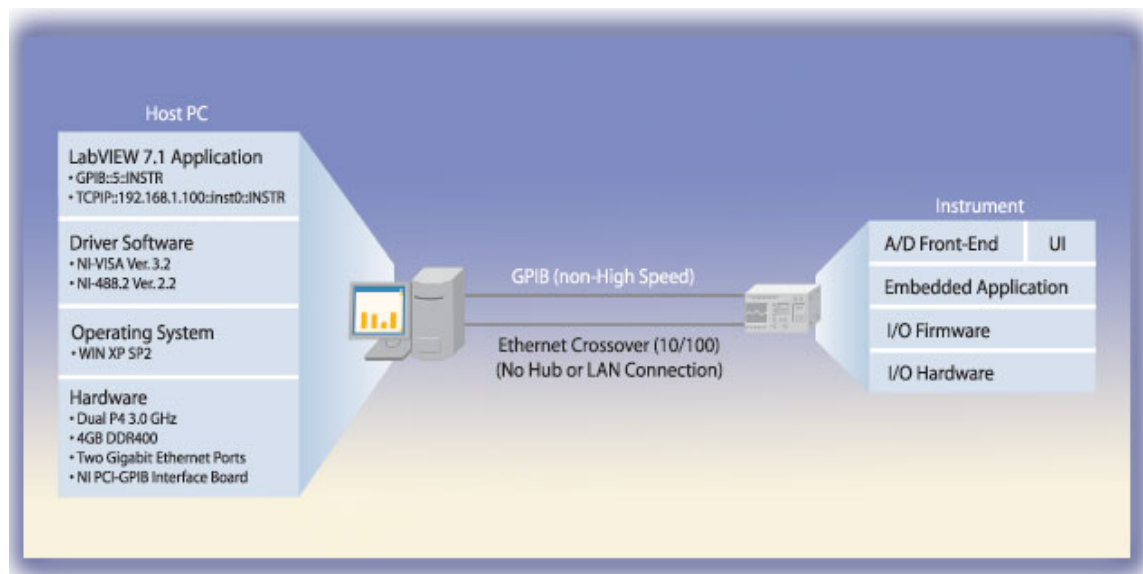 Host PC
LabVIEW 7.1 Application
• GPIB::5::INSTR
• TCPIP::192.168.1.100::inst0::INSTR
Driver Software
• NI-VISA Ver. 3.2
• NI-488.2 Ver. 2.2
Operating System
• WIN XP SP2
Hardware
• Dual P4 3.0 GHz
• 4GB DDR400
• Two Gigabit Ethernet Ports
• NI PCI-GPIB Interface Board
GPIB (non-High Speed)
Ethernet Crossover (10/100)
(No Hub or LAN Connection)
Instrument
A/D Front-End
UI
Embedded Application
I/O Firmware
I/O Hardware